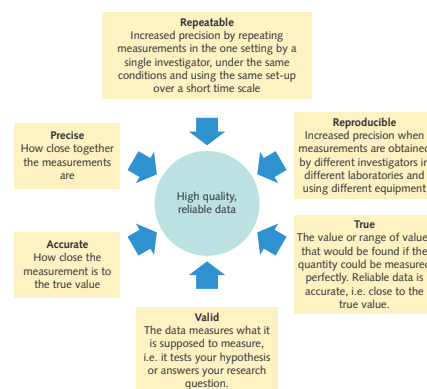 Repeatable
Increased precision by repeating
measurements in the one setting by a
single investigator, under the same
conditions and using the same set-up
over a short time scale
Reproducible
Increased precision when
measurements are obtained
by different investigators in
different laboratories and
using different equipment
Precise
How close together
the measurements
are
High quality,
reliable data
True
The value or range of values
that would be found if the
quantity could be measured
perfectly. Reliable data is
accurate, i.e. close to the
true value.
Accurate
How close the
measurement is to
the true value
Valid
The data measures what it
is supposed to measure,
i.e. it tests your hypothesis
or answers your research
question.